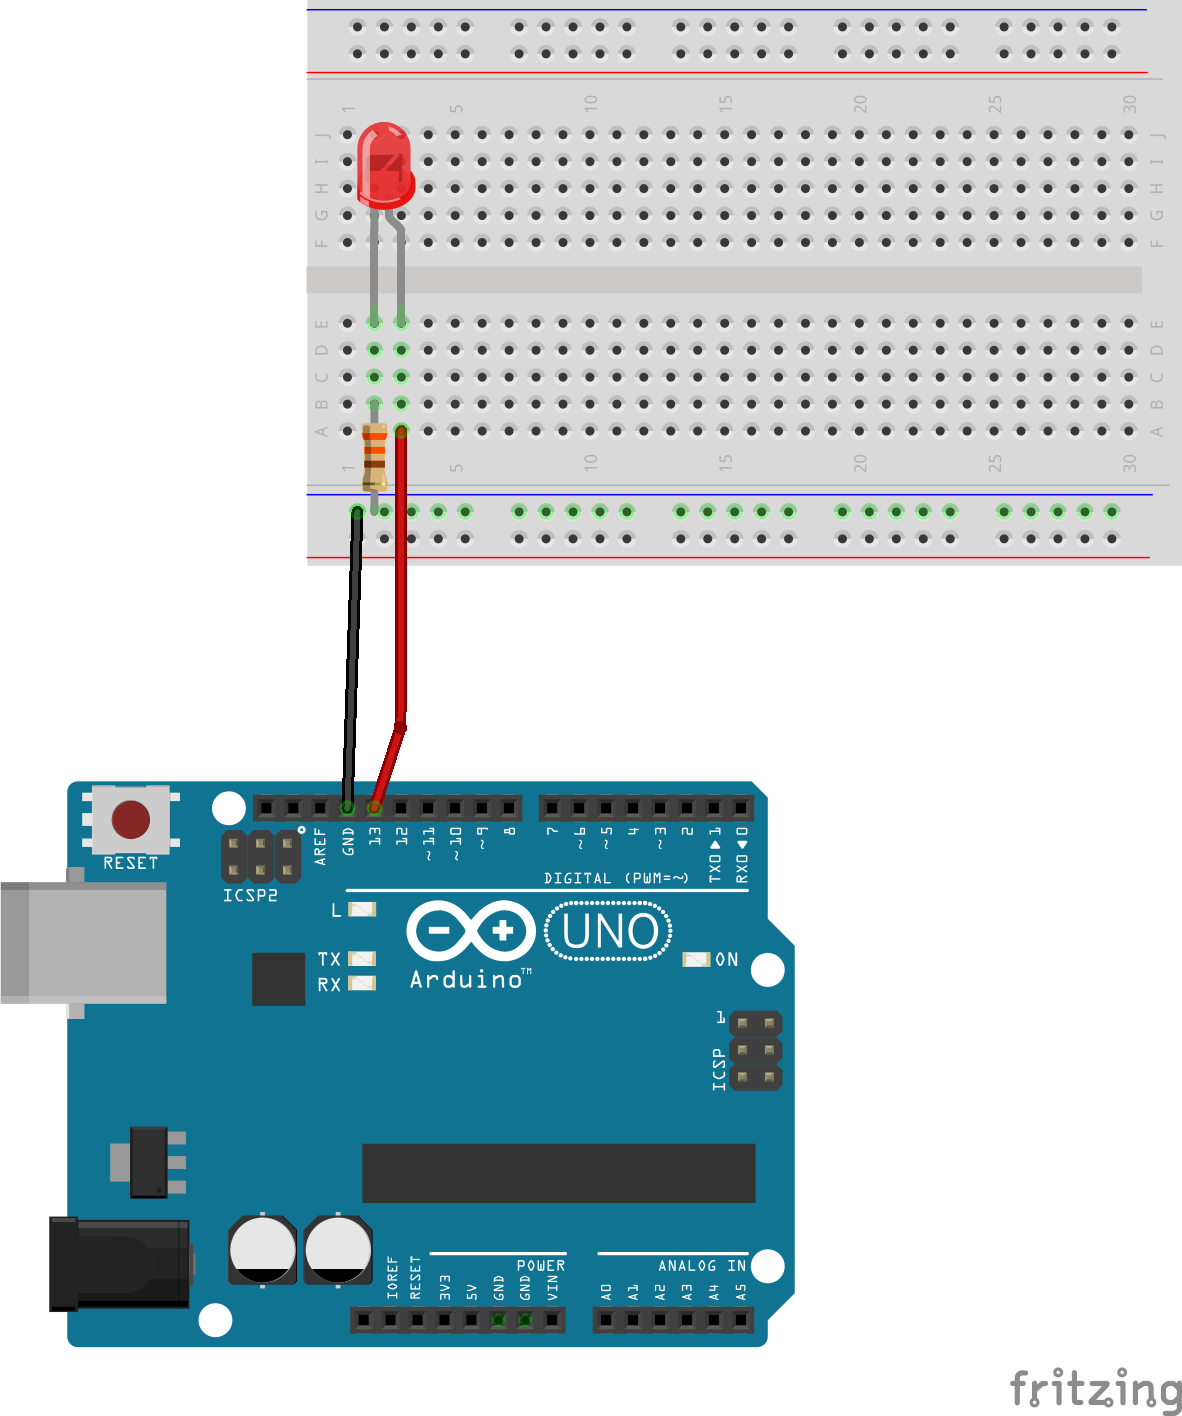 1 5 10 15 20 25 30
J J
I I
H H
G G
F F
E E
D D
C C
B B
A A
1 5 10 15 20 25 30
RESET
ICSP2
AREF
GND
13
12
~11
~10
~9
8
7
~6
~5
4
~3
2
TX0▶1
RX0◀0
DIGITAL (PWM=~)
L
TX
RX
Arduino™
UNO
ON
1
ICSP
POWER
ANALOG IN
IOREF
RESET
3V3
5V
GND
GND
VIN
A0
A1
A2
A3
A4
A5
fritzing